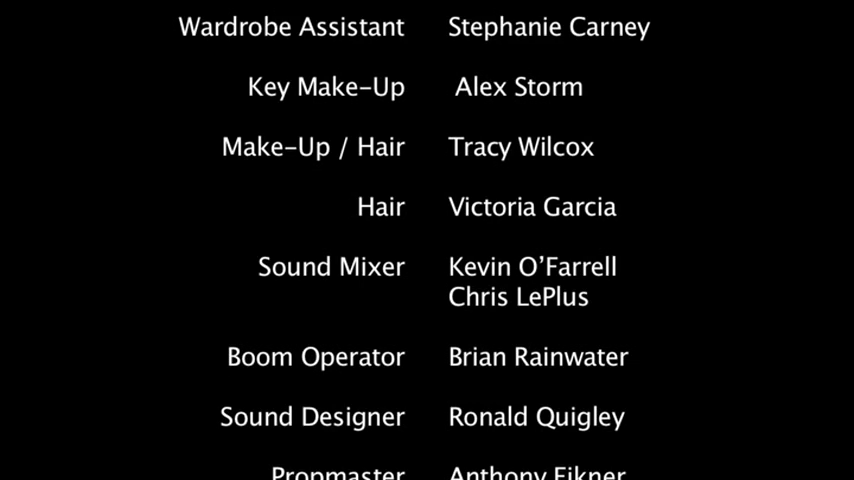 Wardrobe Assistant Stephanie Carney
Key Make-Up Alex Storm
Make-Up / Hair Tracy Wilcox
Hair Victoria Garcia
Sound Mixer Kevin O’Farrell
Chris LePlus
Boom Operator Brian Rainwater
Sound Designer Ronald Quigley
Propmaster Anthony Eikner